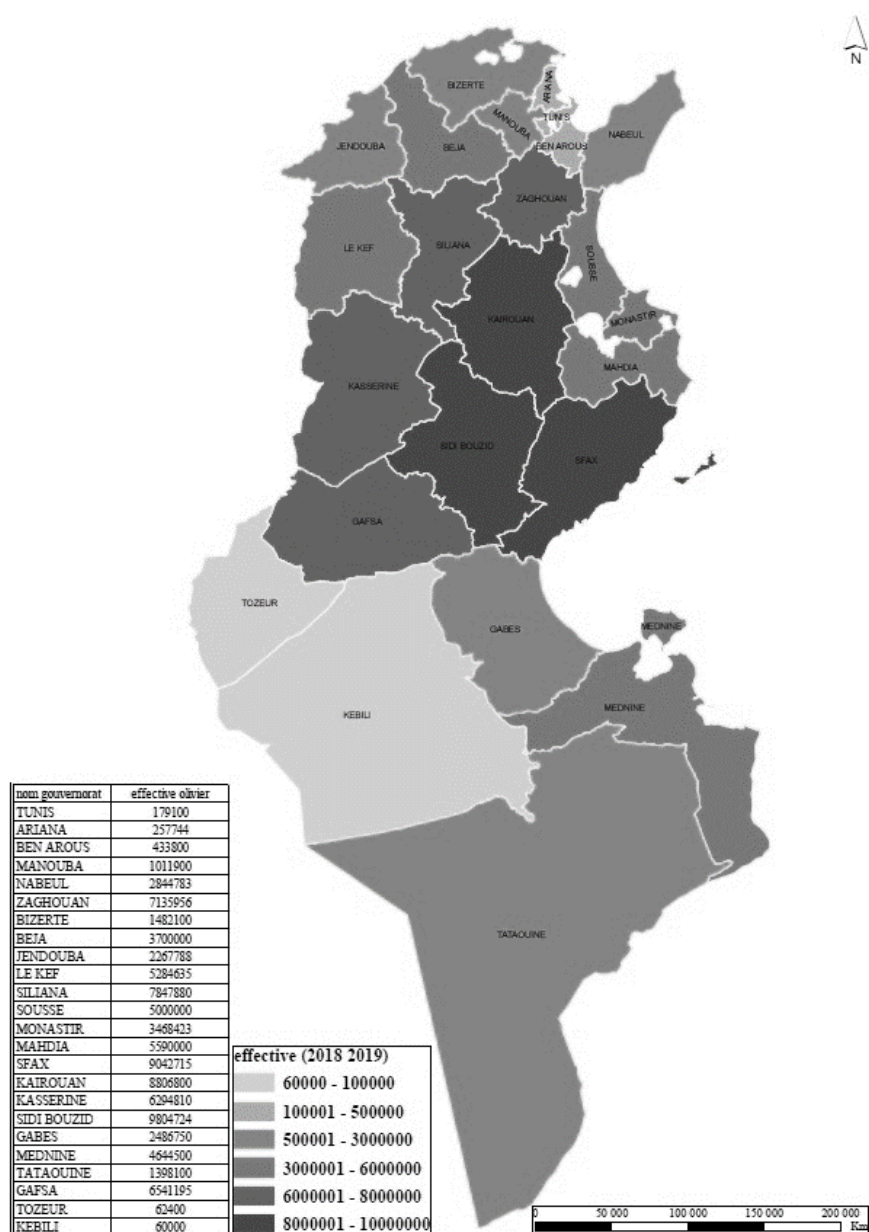 N
BIZERTE
ARIANA
TUNIS
MANOUBA
NABEUL
JENDOUBA
BEJA
BEN AROUS
ZAGHOUAN
LE KEF
SILIANA
SOUSSE
KAIROUAN
MONASTIR
MAHDIA
KASSERINE
SIDI BOUZID
SFAX
GAFSA
TOZEUR
GABES
MEDNINE
MEDNINE
KEBILI
TATAOUINE
nom gouvernorat effective olivier
TUNIS 179100
ARIANA 257744
BEN AROUS 433800
MANOUBA 1011900
NABEUL 2844783
ZAGHOUAN 7135956
BIZERTE 1482100
BEJA 3700000
JENDOUBA 2267788
LE KEF 5284635
SILIANA 7847880
SOUSSE 5000000
MONASTIR 3468423
MAHDIA 5590000
SFAX 9042715
KAIROUAN 8806800
KASSERINE 6294810
SIDI BOUZID 9804724
GABES 2486750
MEDNINE 4644500
TATAOUINE 1398100
GAFSA 6541195
TOZEUR 62400
KEBILI 60000
effective (2018 2019)
60000 - 100000
100001 - 500000
500001 - 3000000
3000001 - 6000000
6000001 - 8000000
8000001 - 10000000
0 50 000 100 000 150 000 200 000
Km